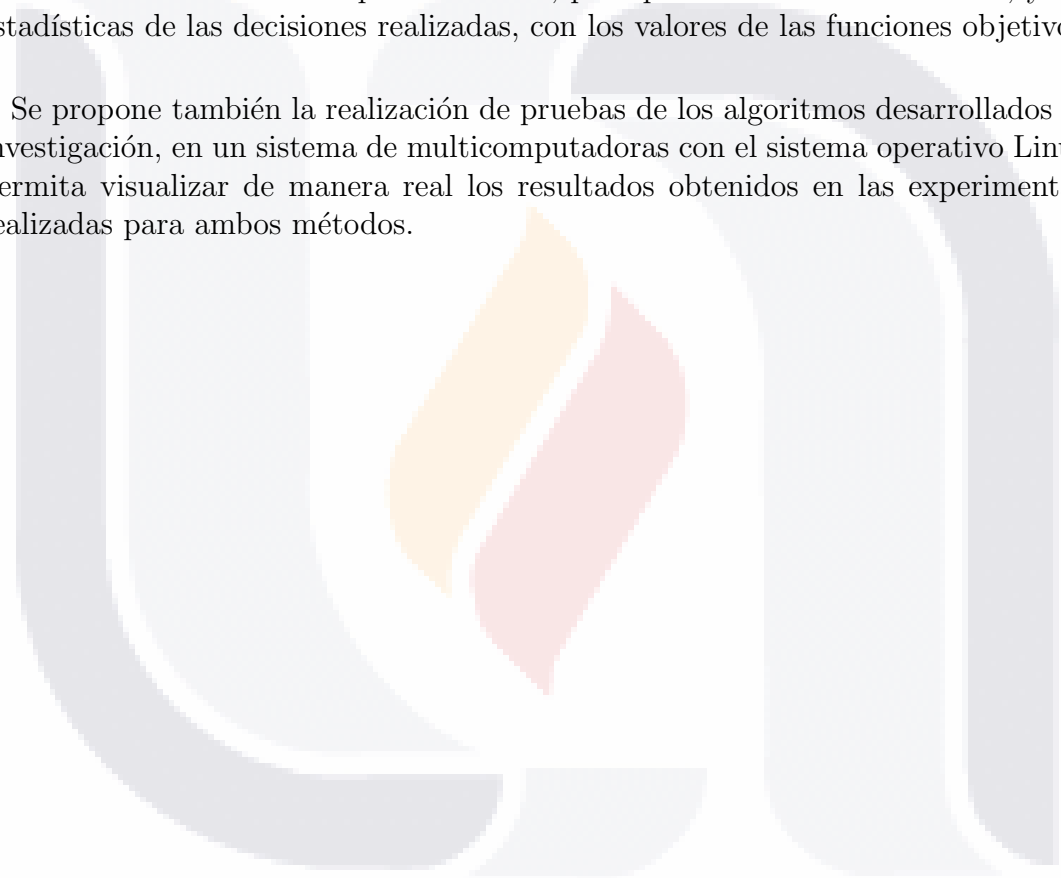 stadísticas de las decisiones realizadas, con los valores de las funciones objetivo
Se propone también la realización de pruebas de los algoritmos desarrollados
nvestigación, en un sistema de multicomputadoras con el sistema operativo Linu
ermita visualizar de manera real los resultados obtenidos en las experiment
ealizadas para ambos métodos.